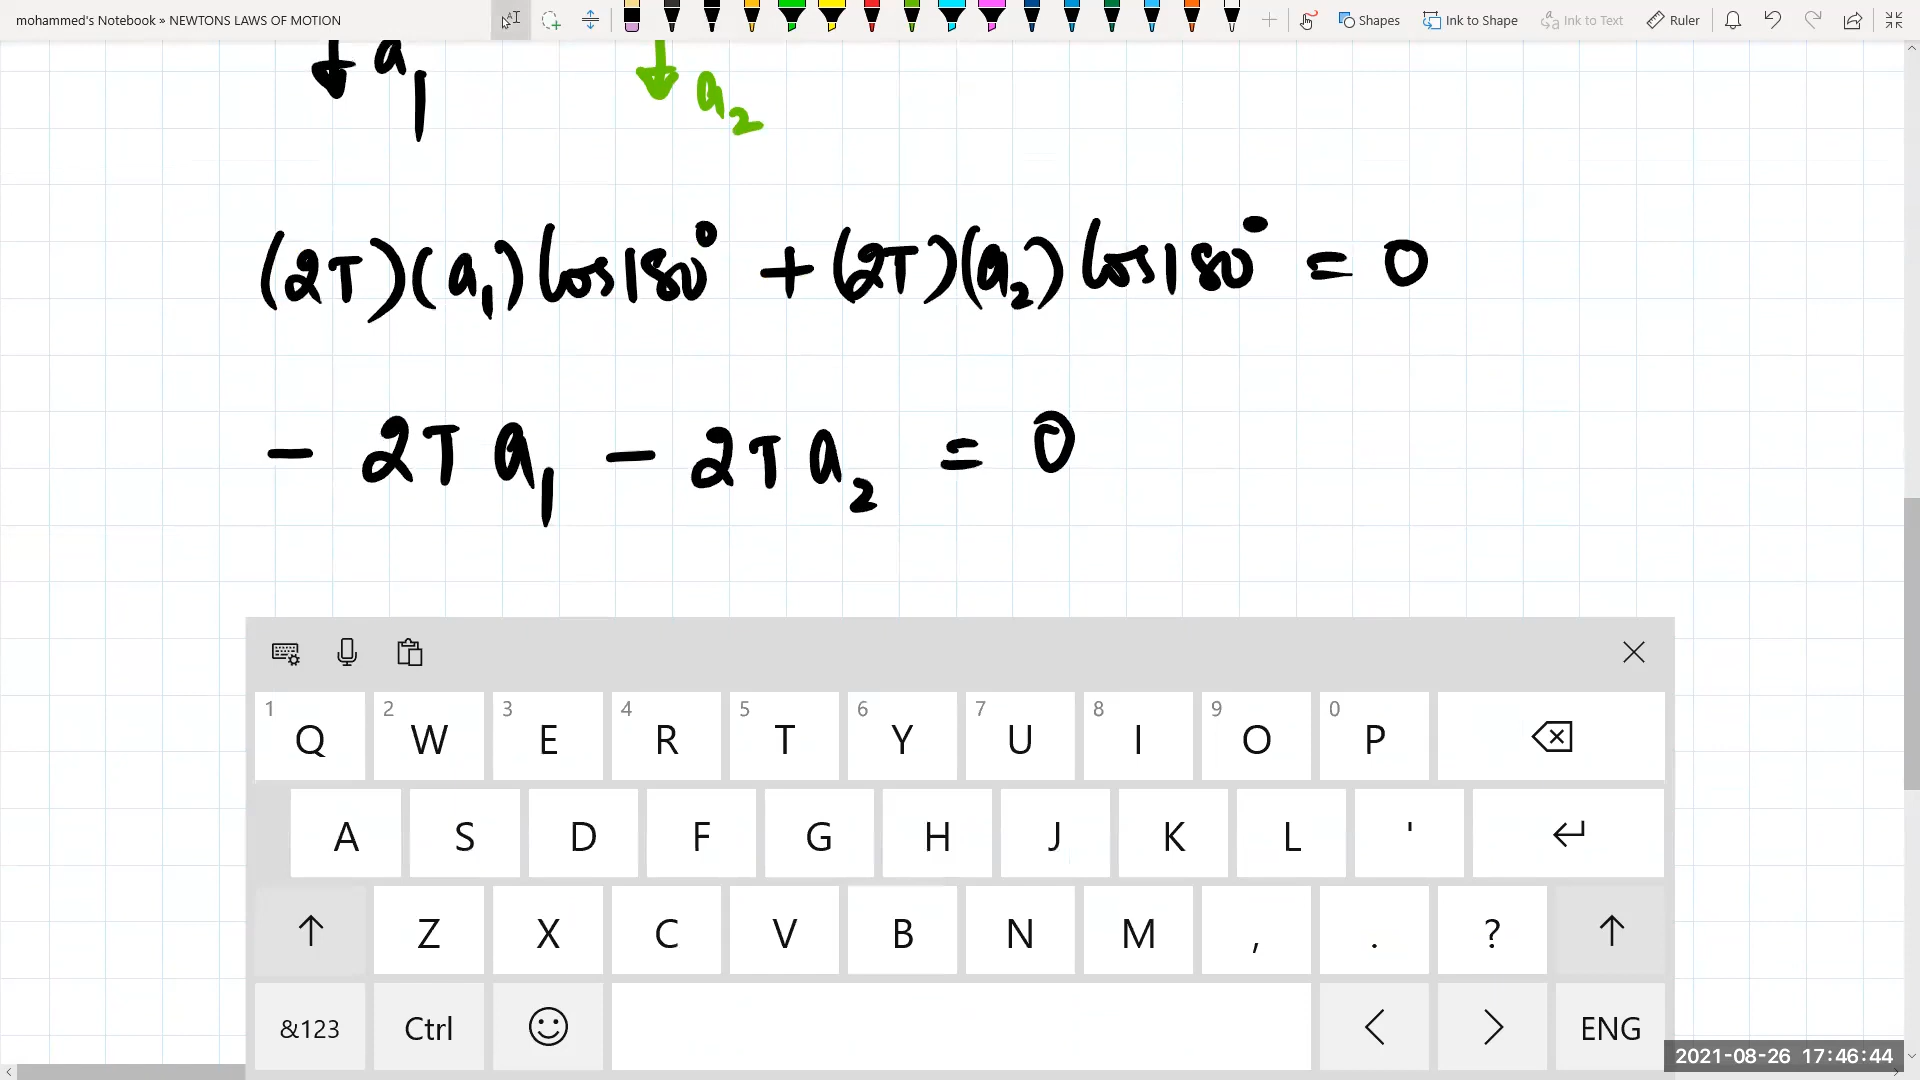 mohammed's Notebook » NEWTONS LAWS OF MOTION
Shapes
Ink to Shape
Ink to Text
Ruler
a₁
a₂
(2T)(a₁)Cos180° + (2T)(a₂)Cos180° = 0
- 2T a₁ - 2T a₂ = 0
1 2 3 4 5 6 7 8 9 0
Q W E R T Y U I O P
A S D F G H J K L '
Z X C V B N M , . ?
&123 Ctrl ENG
2021-08-26 17:46:44